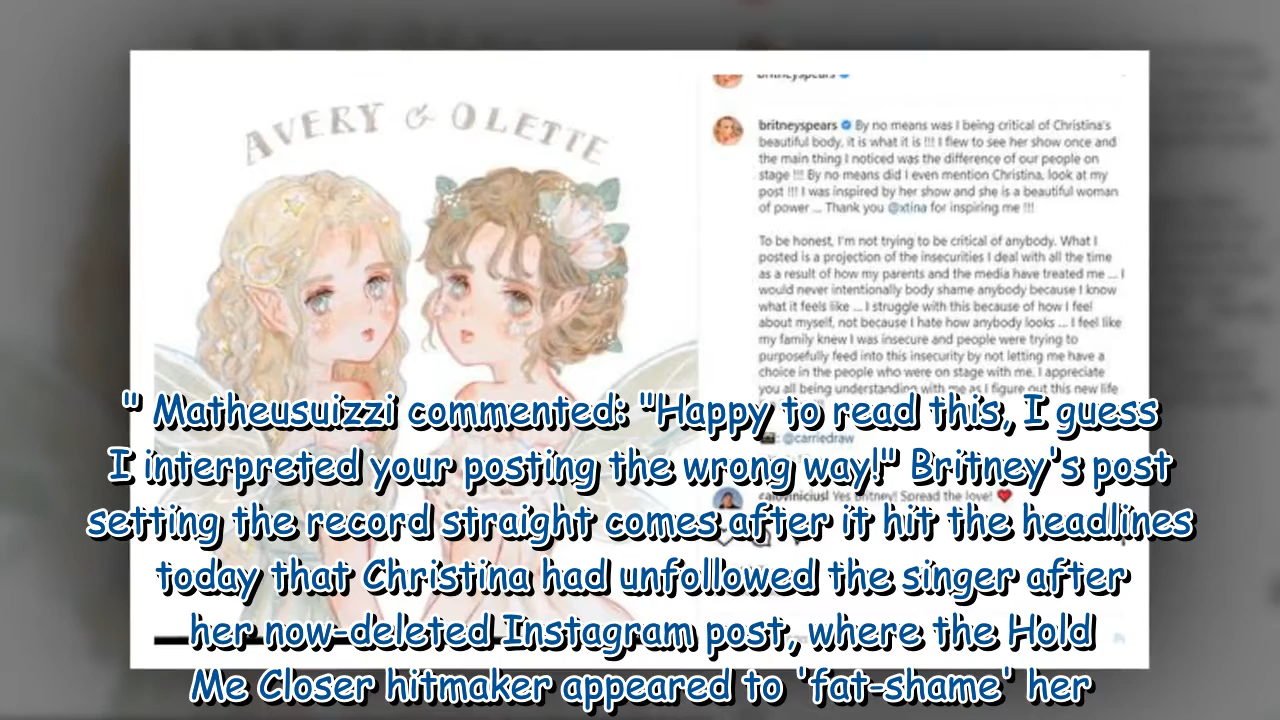 AVERY & OLETTE
britneyspears
britneyspears By no means was I being critical of Christina's
beautiful body, it is what it is !!! I flew to see her show once and
the main thing I noticed was the difference of our people on
stage !!! By no means did I even mention Christina, look at my
post !!! I was inspired by her show and she is a beautiful woman
of power ... Thank you @xtina for inspiring me !!!
To be honest, I'm not trying to be critical of anybody. What I
posted is a projection of the insecurities I deal with all the time
as a result of how my parents and the media have treated me ... I
would never intentionally body shame anybody because I know
what it feels like ... I struggle with this because of how I feel
about myself, not because I hate how anybody looks ... I feel like
my family knew I was insecure and people were trying to
purposefully feed into this insecurity by not letting me have a
choice in the people who were on stage with me. I appreciate
you all being understanding with me as I figure out this new life
: @carriedraw
caiovinicius! Yes Britney! Spread the love! ❤️
" Matheusuizzi commented: "Happy to read this, I guess
I interpreted your posting the wrong way!" Britney's post
setting the record straight comes after it hit the headlines
today that Christina had unfollowed the singer after
her now-deleted Instagram post, where the Hold
Me Closer hitmaker appeared to 'fat-shame' her